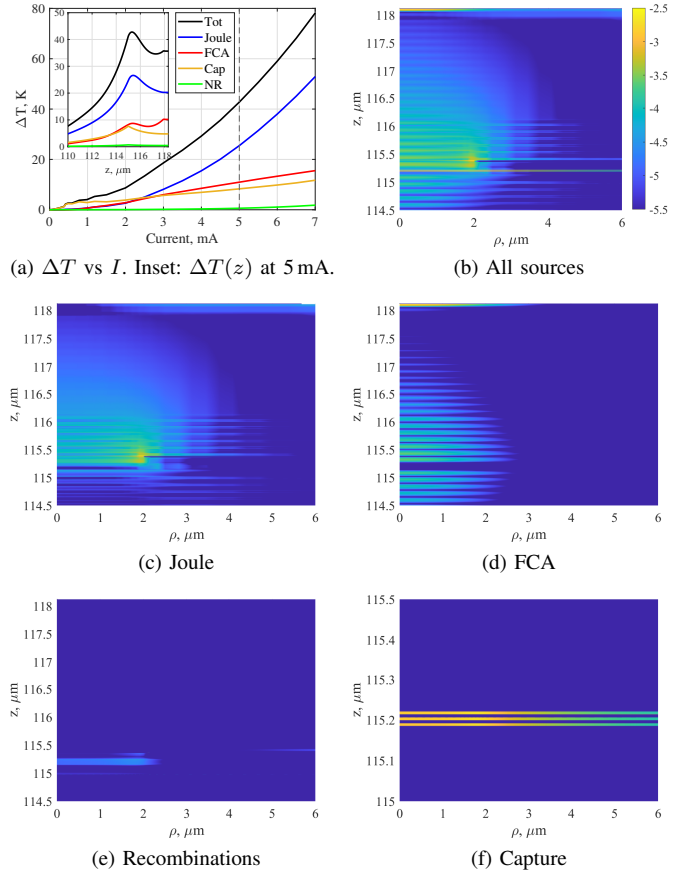 80
60
40
20
0
ΔT, K
50
40
30
20
10
0
110 112 114 116 118
z, μm
Tot
Joule
FCA
Cap
NR
0 1 2 3 4 5 6 7
Current, mA
(a) ΔT vs I. Inset: ΔT(z) at 5 mA.
118
117.5
117
116.5
116
115.5
115
114.5
z, μm
0 2 4 6
ρ, μm
-2.5
-3
-3.5
-4
-4.5
-5
-5.5
(b) All sources
118
117.5
117
116.5
116
115.5
115
114.5
z, μm
0 1 2 3 4 5 6
ρ, μm
(c) Joule
118
117.5
117
116.5
116
115.5
115
114.5
z, μm
0 1 2 3 4 5 6
ρ, μm
(d) FCA
118
117.5
117
116.5
116
115.5
115
114.5
z, μm
0 1 2 3 4 5 6
ρ, μm
(e) Recombinations
115.5
115.4
115.3
115.2
115.1
115
z, μm
0 1 2 3 4 5 6
ρ, μm
(f) Capture